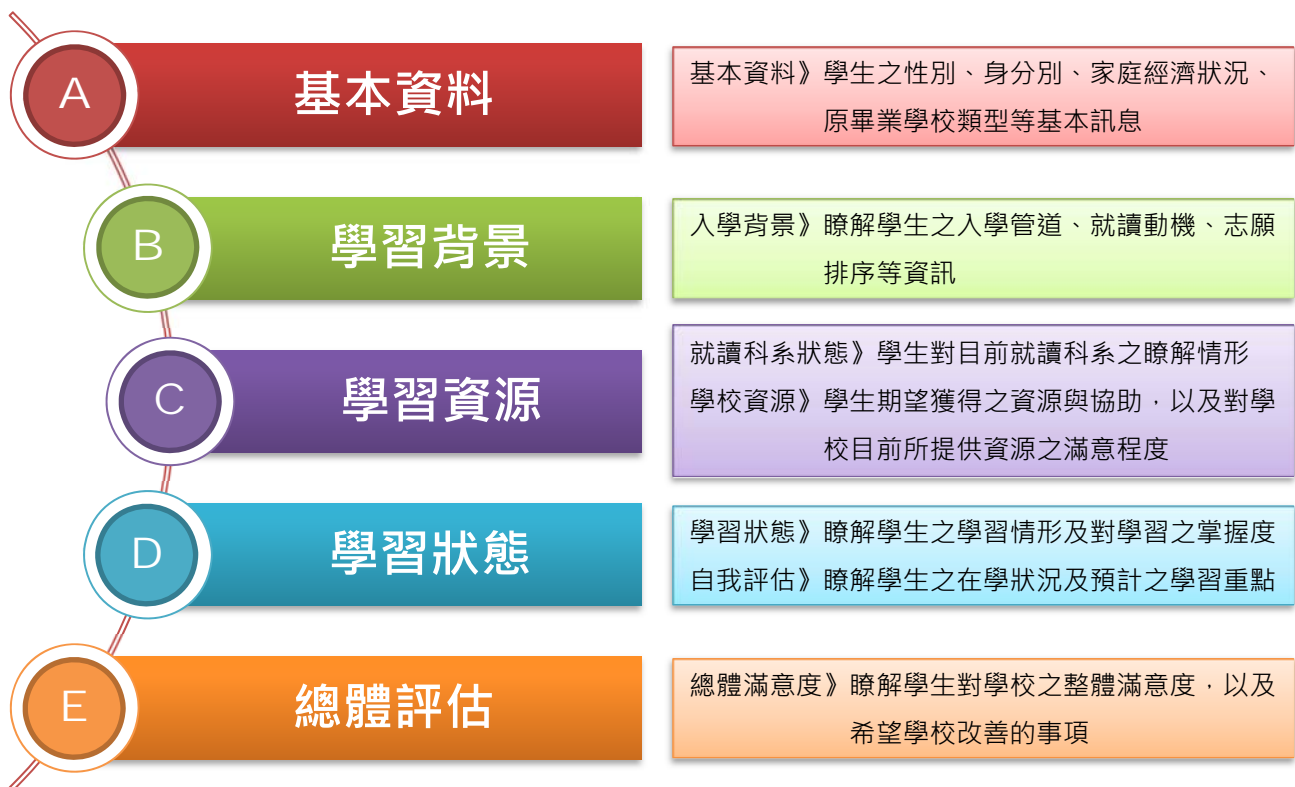 A
基本資料
基本資料》學生之性別、身分別、家庭經濟狀況、
原畢業學校類型等基本訊息
B
學習背景
入學背景》瞭解學生之入學管道、就讀動機、志願
排序等資訊
C
學習資源
就讀科系狀態》學生對目前就讀科系之瞭解情形
學校資源》學生期望獲得之資源與協助，以及對學
校目前所提供資源之滿意程度
D
學習狀態
學習狀態》瞭解學生之學習情形及對學習之掌握度
自我評估》瞭解學生之在學狀況及預計之學習重點
E
總體評估
總體滿意度》瞭解學生對學校之整體滿意度，以及
希望學校改善的事項